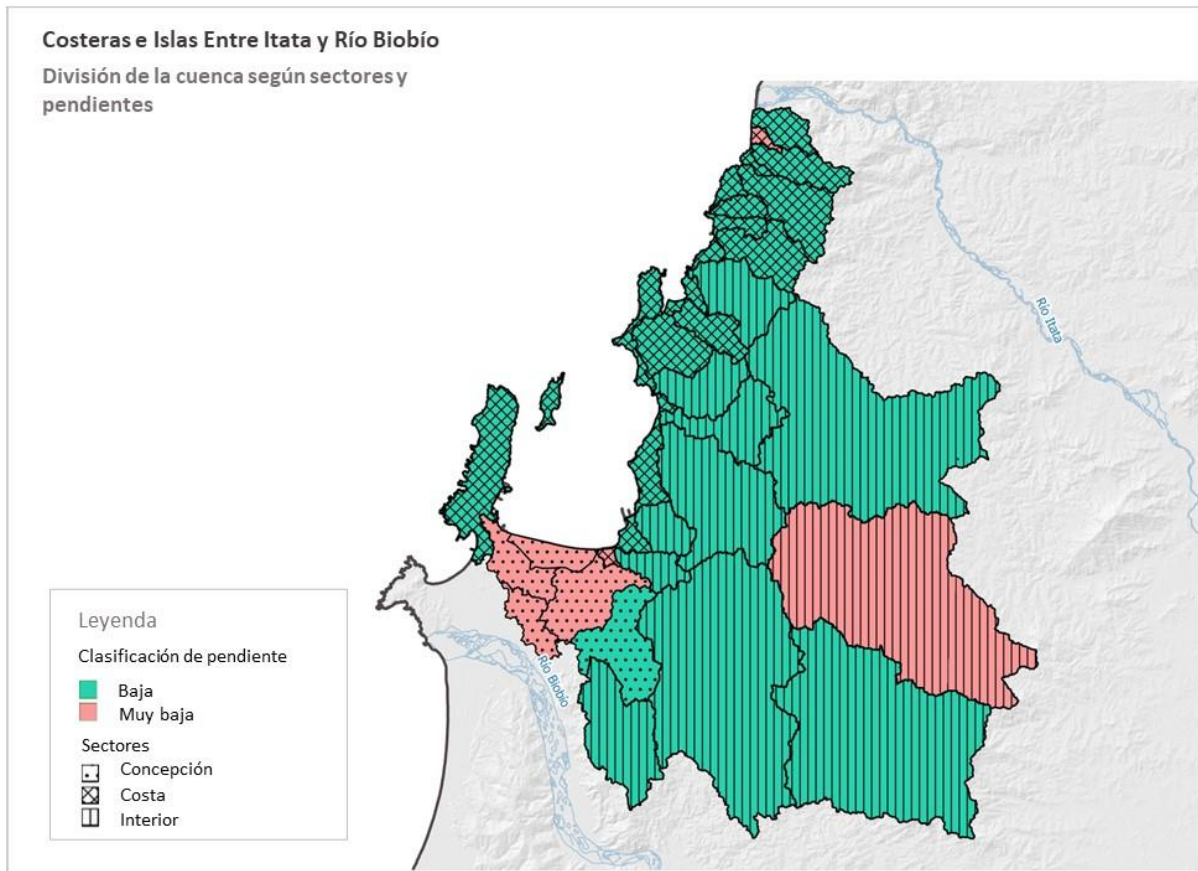 Costeras e Islas Entre Itata y Río Biobío
División de la cuenca según sectores y
pendientes
Río Itata
Río Biobío
Leyenda
Clasificación de pendiente
Baja
Muy baja
Sectores
Concepción
Costa
Interior